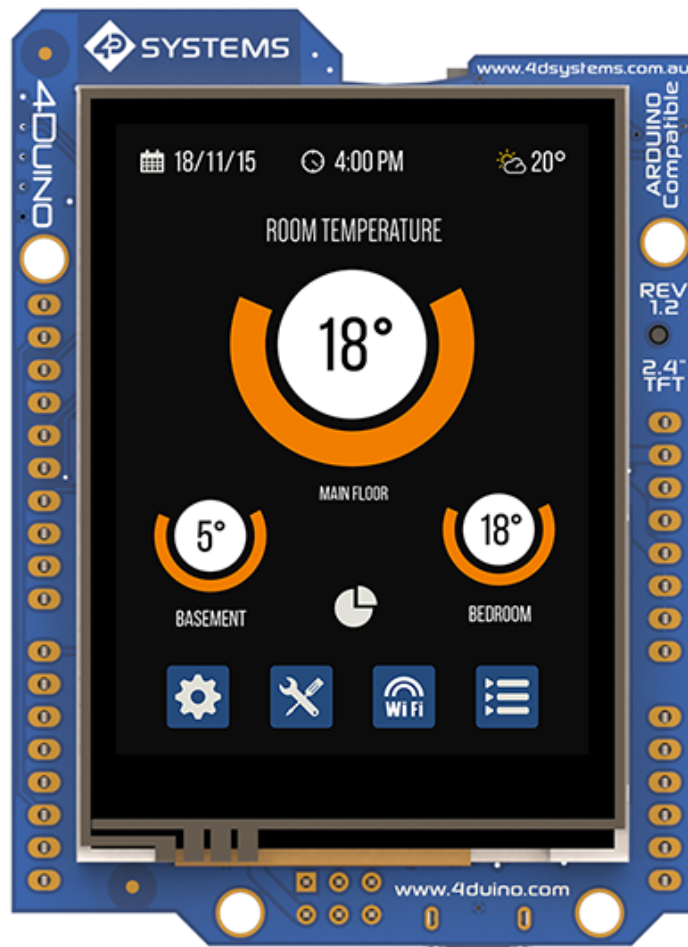 4D SYSTEMS
www.4dsystems.com.au
4DUINO
ARDUINO
Compatible
18/11/15 4:00 PM 20°
ROOM TEMPERATURE
18°
MAIN FLOOR
REV
1.2
2.4"
TFT
5°
BASEMENT
18°
BEDROOM
WiFi
www.4duino.com